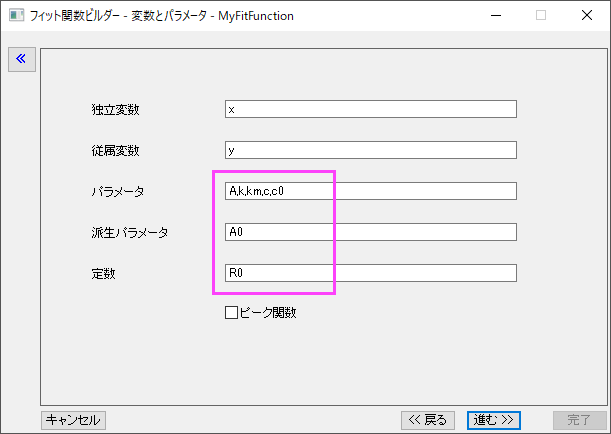 フィット関数ビルダー - 変数とパラメータ - MyFitFunction
独立変数 x
従属変数 y
パラメータ A,k,km,c,c0
派生パラメータ A0
定数 R0
ピーク関数
キャンセル << 戻る 進む >> 完了